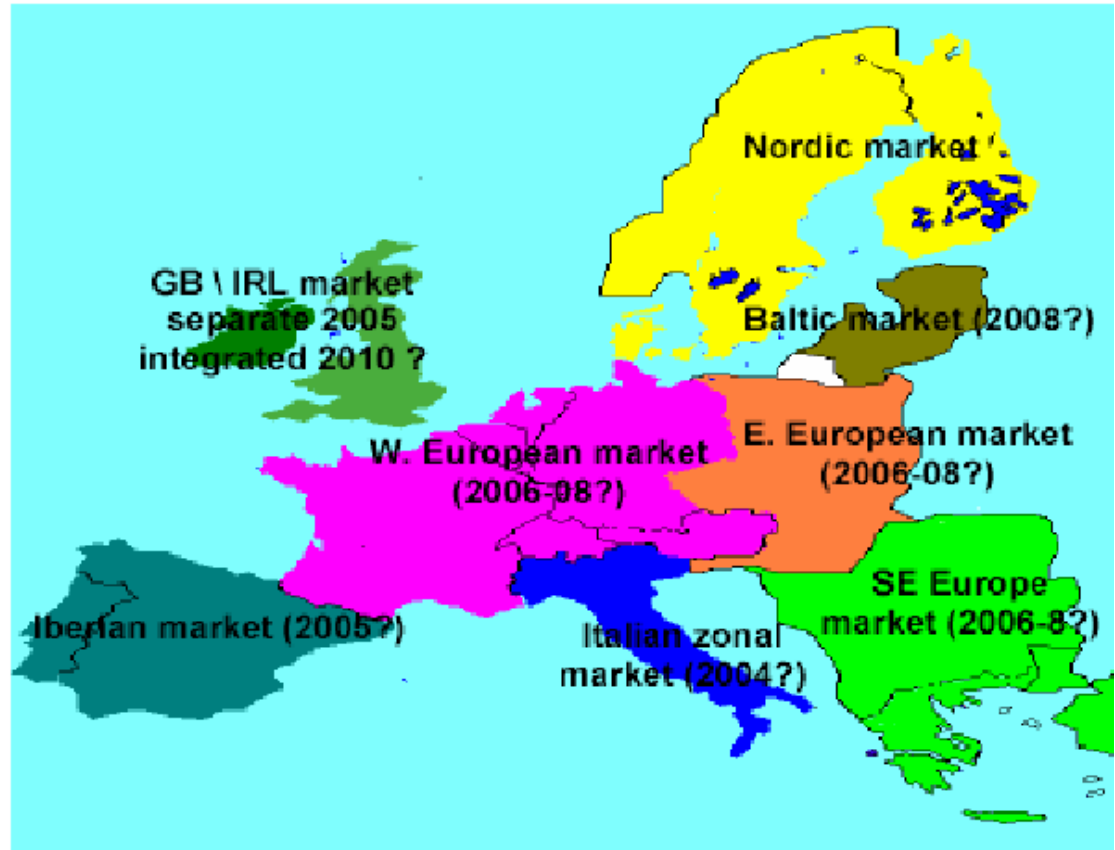 Nordic market
GB \ IRL market
separate 2005
integrated 2010 ?
Baltic market (2008?)
W. European market
(2006-08?)
E. European market
(2006-08?)
SE Europe
market (2006-8?)
Iberian market (2005?)
Italian zonal
market (2004?)